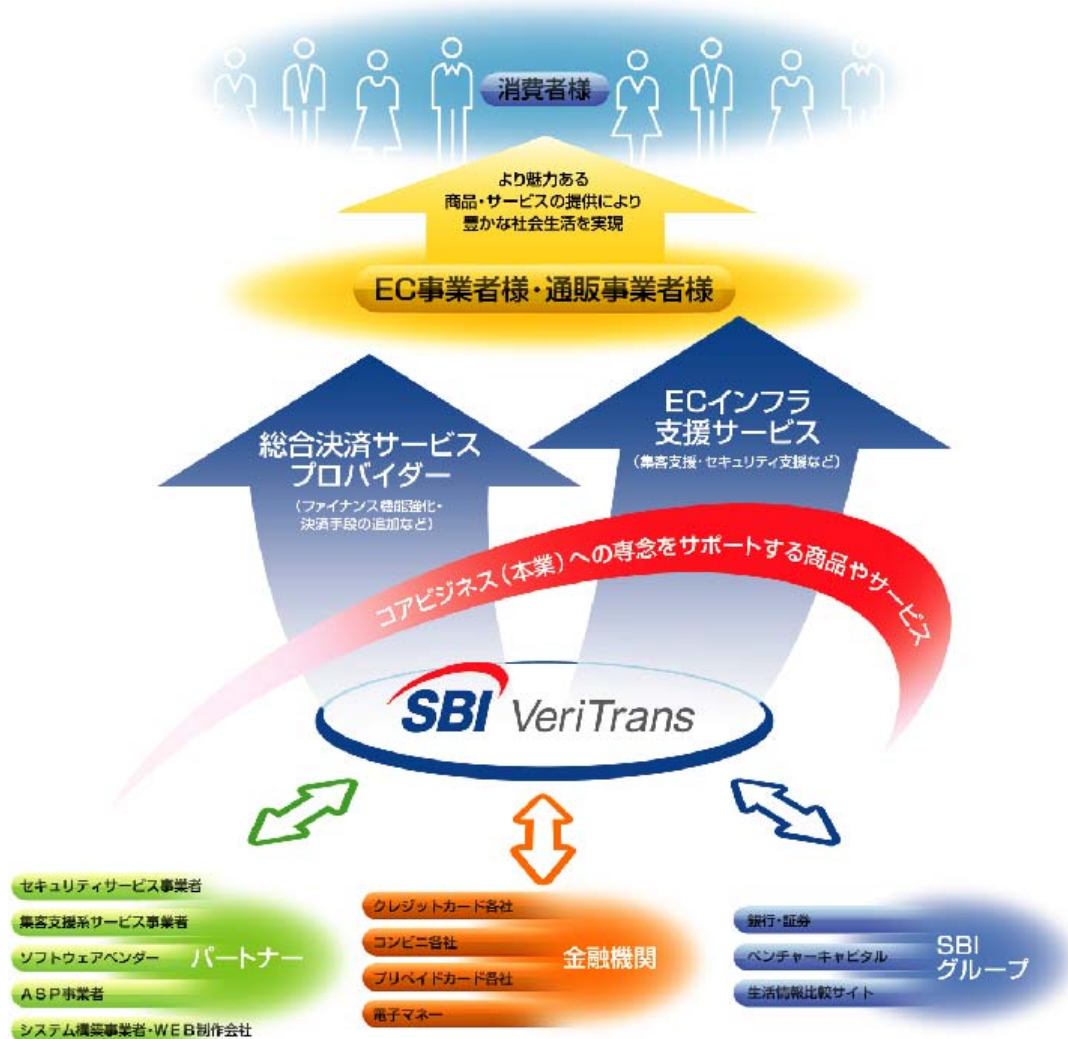 消費者様
より魅力ある
商品・サービスの提供により
豊かな社会生活を実現
EC事業者様・通販事業者様
総合決済サービス
プロバイダー
(ファイナンス機能強化・
決済手段の追加など)
ECインフラ
支援サービス
(集客支援・セキュリティ支援など)
コアビジネス(本業)への専念をサポートする商品やサービス
SBI VeriTrans
セキュリティサービス事業者
集客支援系サービス事業者
ソフトウェアベンダー
ASP事業者
システム構築事業者・WEB制作会社
パートナー
クレジットカード各社
コンビニ各社
プリペイドカード各社
電子マネー
金融機関
銀行・証券
ベンチャーキャピタル
生活情報比較サイト
SBI
グループ